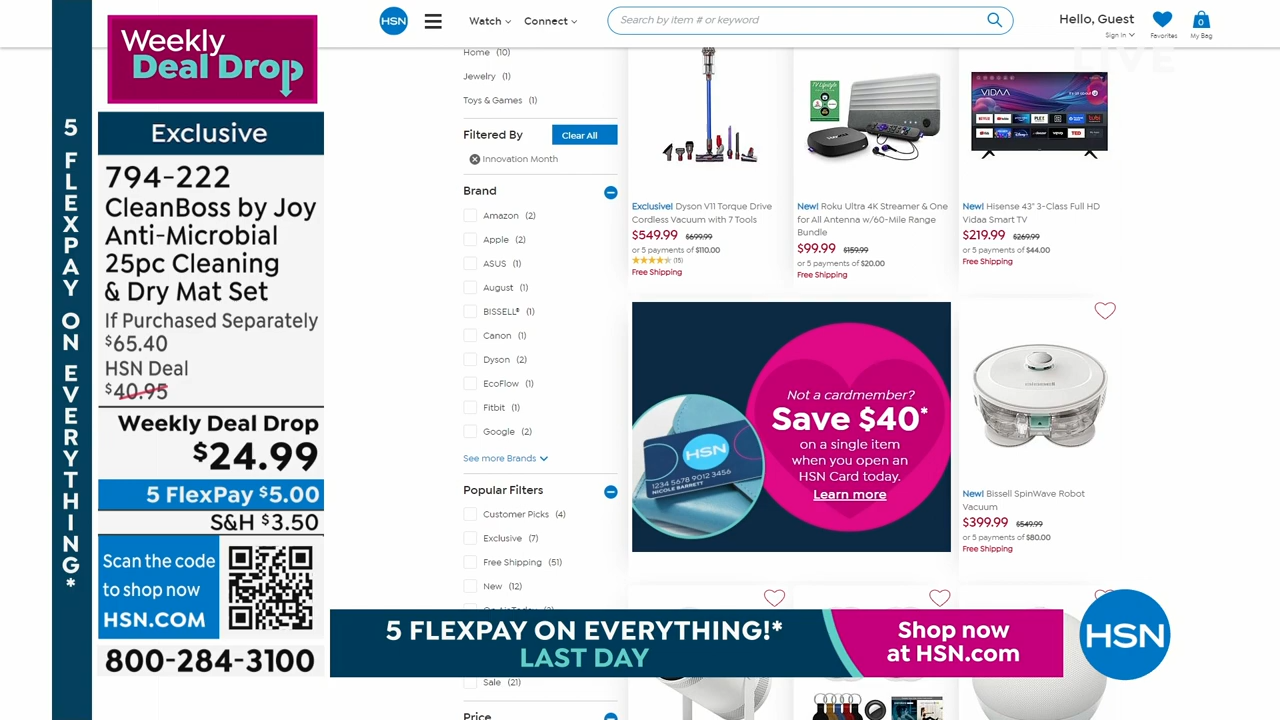 Weekly
Deal Drop
Exclusive
794-222
CleanBoss by Joy
Anti-Microbial
25pc Cleaning
& Dry Mat Set
If Purchased Separately
$65.40
HSN Deal
$40.95
Weekly Deal Drop
$24.99
5 FlexPay $5.00
S&H $3.50
Scan the code
to shop now
HSN.COM
800-284-3100
5 FLEXPAY ON EVERYTHING*
HSN
Watch
Connect
Search by item # or keyword
Hello, Guest
Sign In
Favorites
0
My Bag
LIVE
Home (10)
Jewelry (1)
Toys & Games (1)
Filtered By
Clear All
Innovation Month
Brand
Amazon (2)
Apple (2)
ASUS (1)
August (1)
BISSELL® (1)
Canon (1)
Dyson (2)
EcoFlow (1)
Fitbit (1)
Google (2)
See more Brands
Popular Filters
Customer Picks (4)
Exclusive (7)
Free Shipping (51)
New (12)
Sale (21)
Price
Exclusive! Dyson V11 Torque Drive
Cordless Vacuum with 7 Tools
$549.99 $699.99
or 5 payments of $110.00
(15)
Free Shipping
New! Roku Ultra 4K Streamer & One
for All Antenna w/60-Mile Range
Bundle
$99.99 $159.99
or 5 payments of $20.00
Free Shipping
VIDAA
New! Hisense 43" 3-Class Full HD
Vidaa Smart TV
$219.99 $269.99
or 5 payments of $44.00
Free Shipping
HSN
1234 5678 9012 3456
NICOLE BARRETT
Not a cardmember?
Save $40*
on a single item
when you open an
HSN Card today.
Learn more
New! Bissell SpinWave Robot
Vacuum
$399.99 $549.99
or 5 payments of $80.00
Free Shipping
5 FLEXPAY ON EVERYTHING!*
LAST DAY
Shop now
at HSN.com
HSN